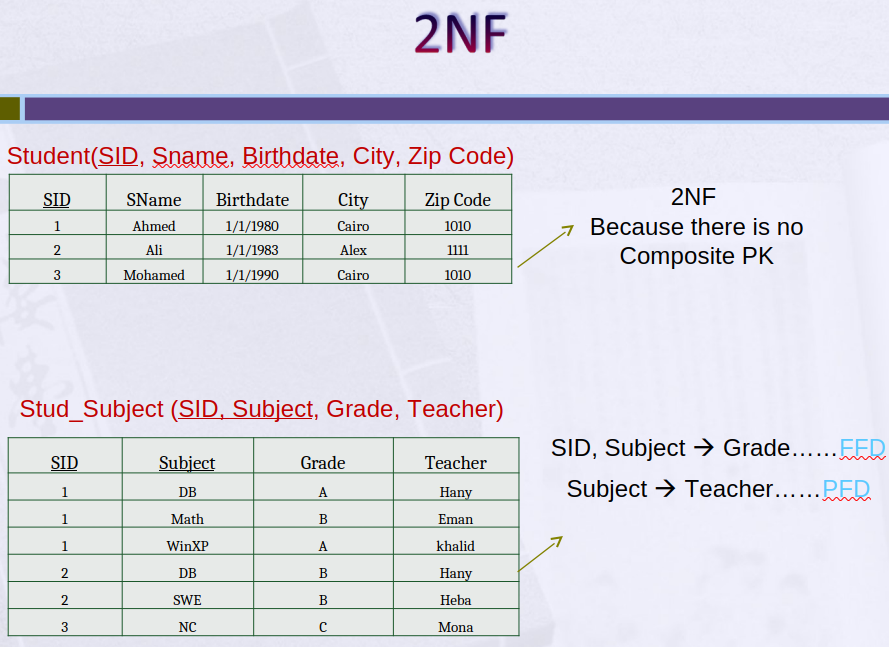 2NF
Student(SID, Sname, Birthdate, City, Zip Code)
SID SName Birthdate City Zip Code
1 Ahmed 1/1/1980 Cairo 1010
2 Ali 1/1/1983 Alex 1111
3 Mohamed 1/1/1990 Cairo 1010
2NF
Because there is no
Composite PK
Stud_Subject (SID, Subject, Grade, Teacher)
SID Subject Grade Teacher
1 DB A Hany
1 Math B Eman
1 WinXP A khalid
2 DB B Hany
2 SWE B Heba
3 NC C Mona
SID, Subject → Grade……FFD
Subject → Teacher……PFD